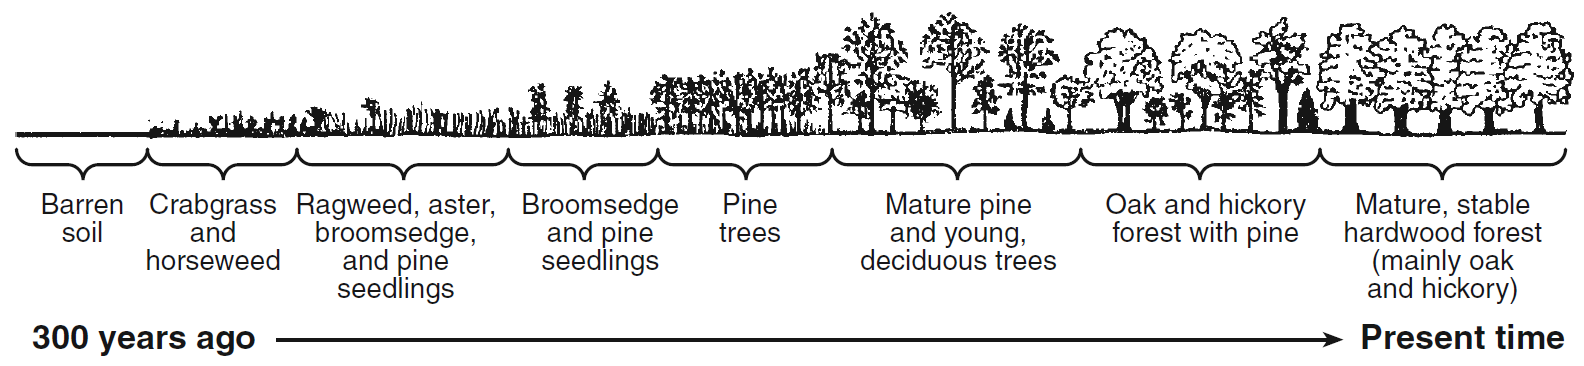 Barren
soil
Crabgrass
and
horseweed
Ragweed, aster,
broomsedge,
and pine
seedlings
Broomsedge
and pine
seedlings
Pine
trees
Mature pine
and young,
deciduous trees
Oak and hickory
forest with pine
Mature, stable
hardwood forest
(mainly oak
and hickory)
300 years ago
Present time